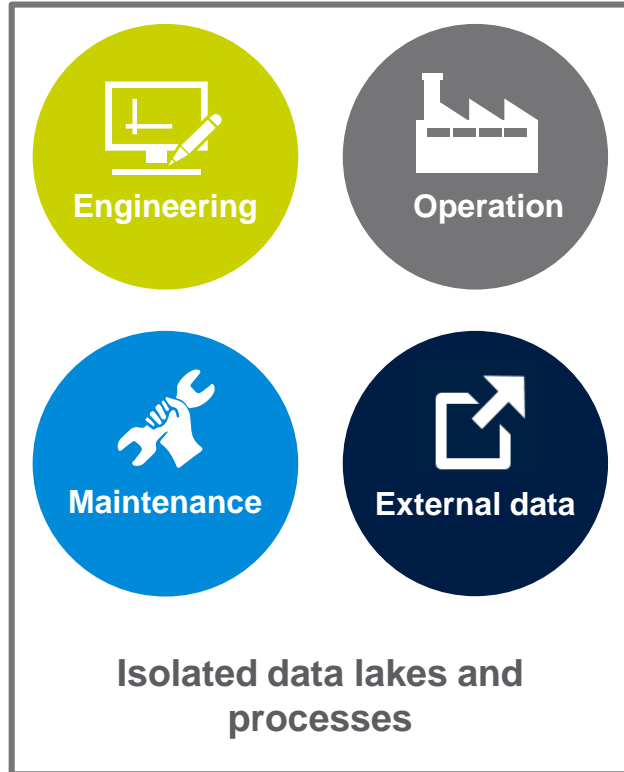 Engineering
Operation
Maintenance
External data
Isolated data lakes and
processes